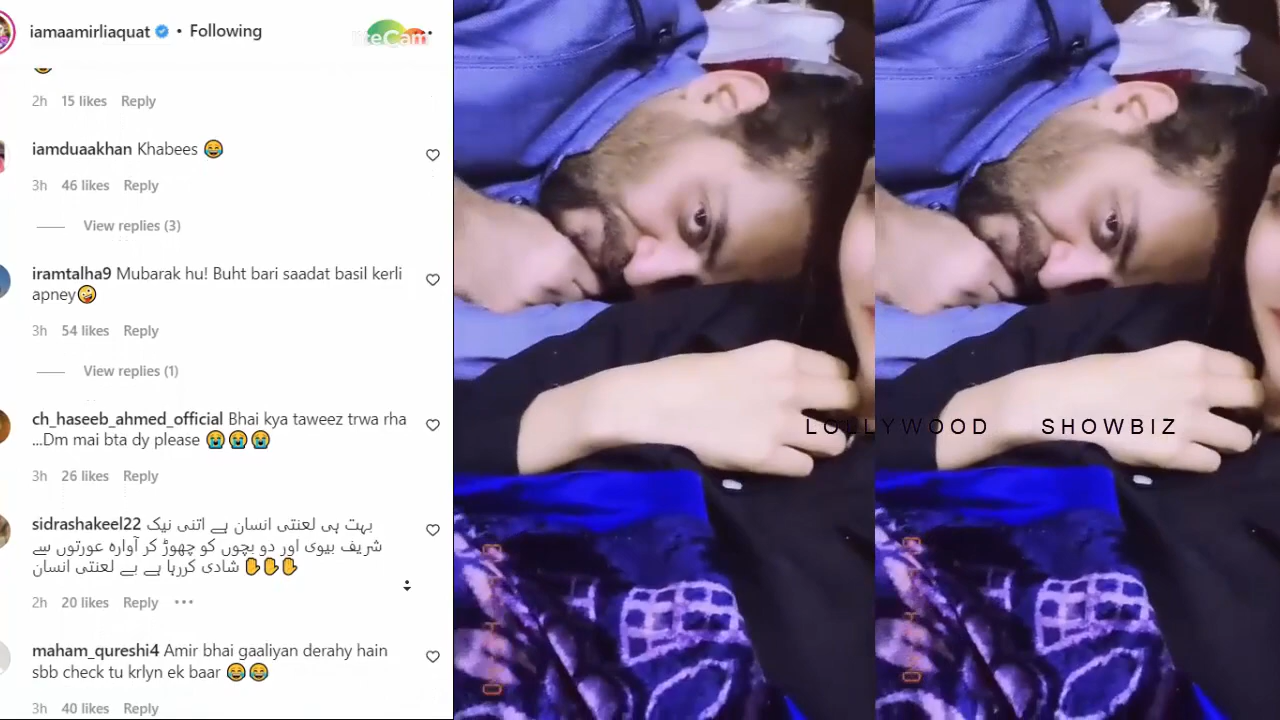 iamaamirliaquat • Following
liteCam
2h 15 likes Reply
iamduaakhan Khabees 😂
3h 46 likes Reply
View replies (3)
iramtalha9 Mubarak hu! Buht bari saadat basil kerli
apney🤪
3h 54 likes Reply
View replies (1)
ch_haseeb_ahmed_official Bhai kya taweez trwa rha
...Dm mai bta dy please 😭😭😭
3h 26 likes Reply
sidrashakeel22 بہت ہی لعنتی انسان ہے اتنی نیک
شریف بیوی اور دو بچوں کو چھوڑ کر آوارہ عورتوں سے
شادی کررہا ہے بے لعنتی انسان ✋✋✋
2h 20 likes Reply •••
maham_qureshi4 Amir bhai gaaliyan derahy hain
sbb check tu krlyn ek baar 😂😂
3h 40 likes Reply
LOLLYWOOD SHOWBIZ